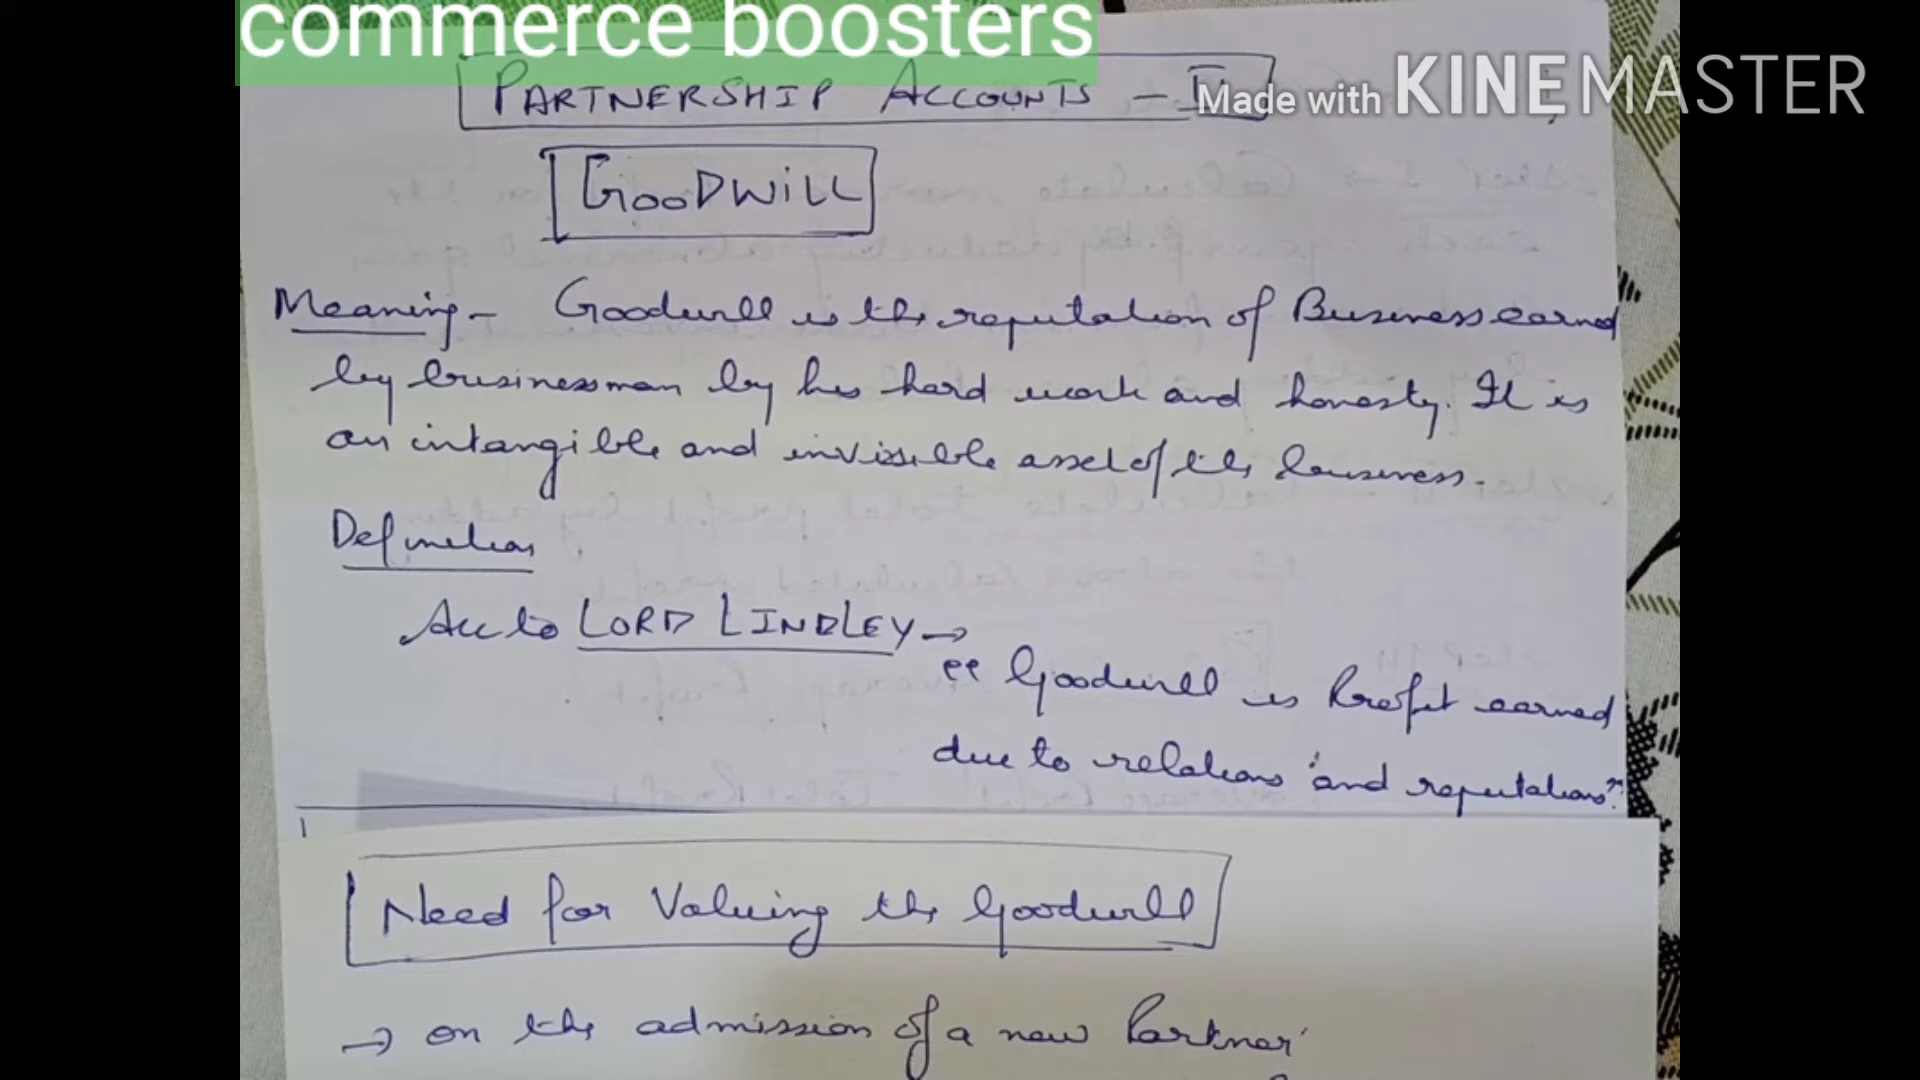 commerce boosters
Made with KINEMASTER
PARTNERSHIP ACCOUNTS -
GOODWILL
Meaning - Goodwill is the reputation of Business earned
by businessman by his hard work and honesty. It is
an intangible and invisible asset of the business.
Definition
Acc to LORD LINDLEY →
"Goodwill is Profit earned
due to relations and reputations"
Need for Valuing the Goodwill
→ on the admission of a new Partner